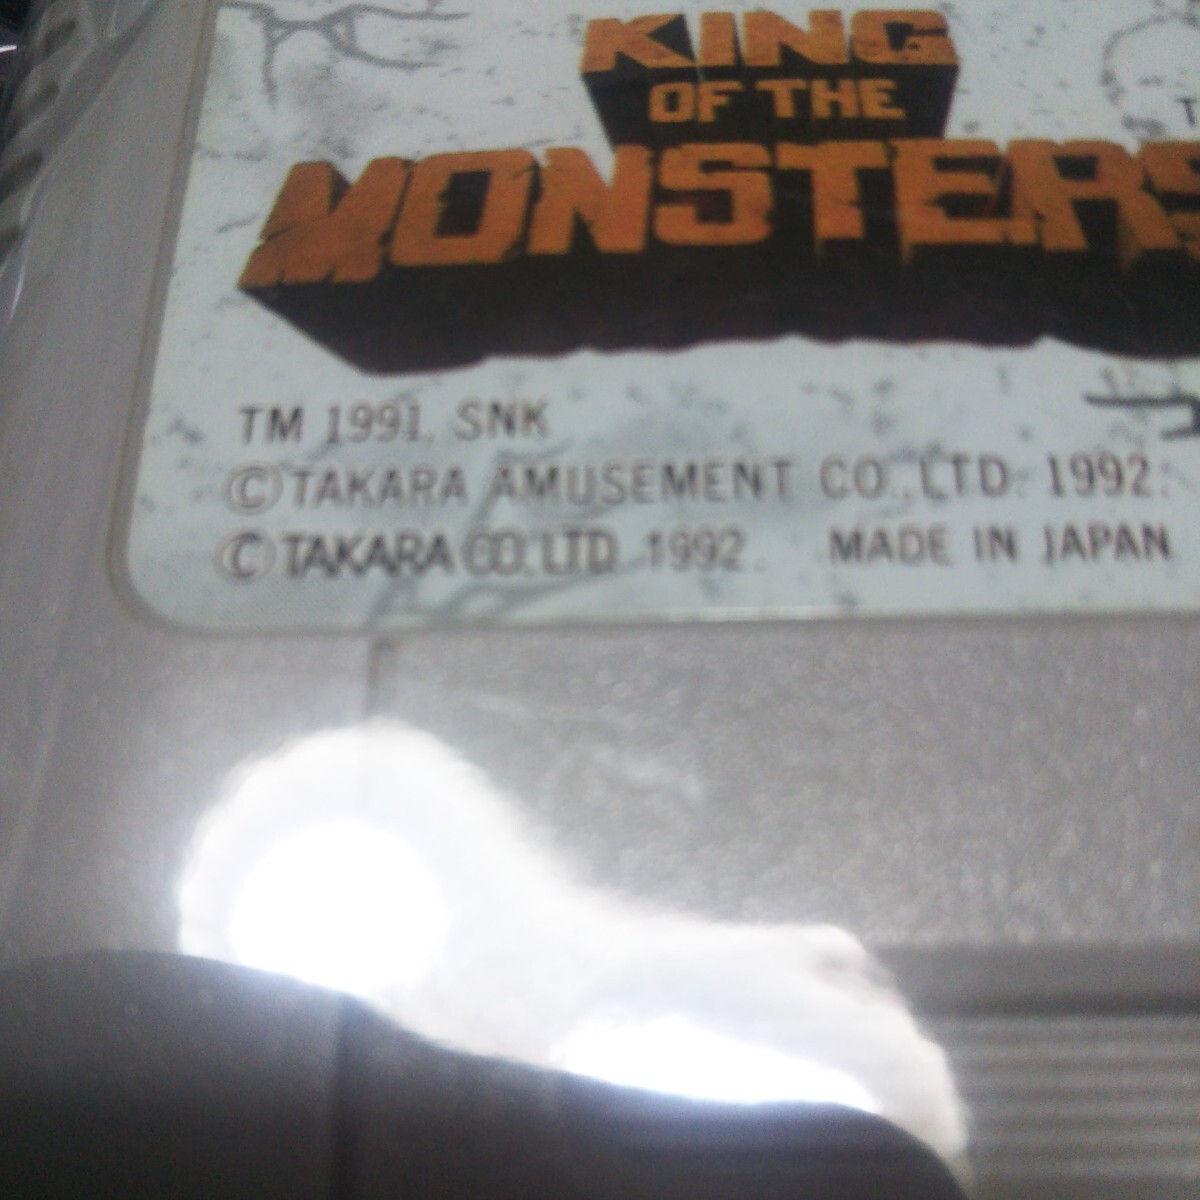 KING
OF THE
MONSTERS
TM 1991. SNK
©TAKARA AMUSEMENT CO., LTD. 1992.
©TAKARA CO. LTD. 1992. MADE IN JAPAN